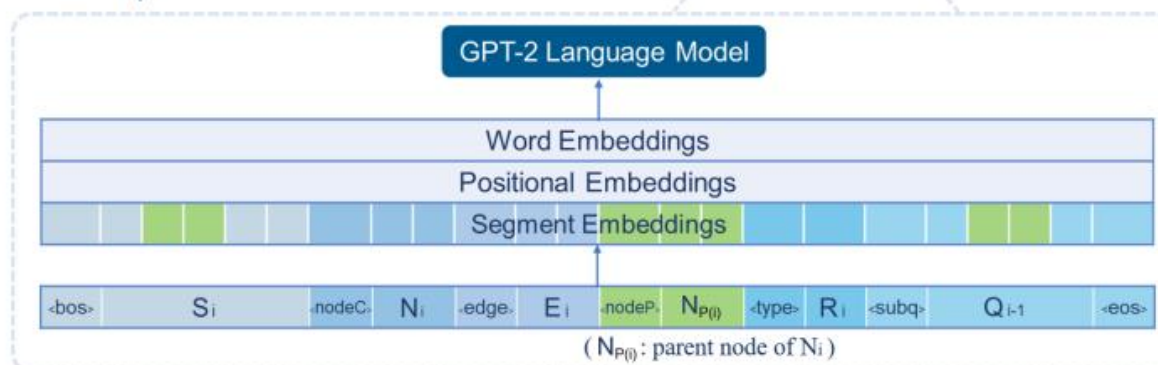 GPT-2 Language Model
Word Embeddings
Positional Embeddings
Segment Embeddings
<bos> Si <nodeC> Ni <edge> Ei <nodeP> NP(i) <type> Ri <subq> Qi-1 <eos>
( NP(i) : parent node of Ni )